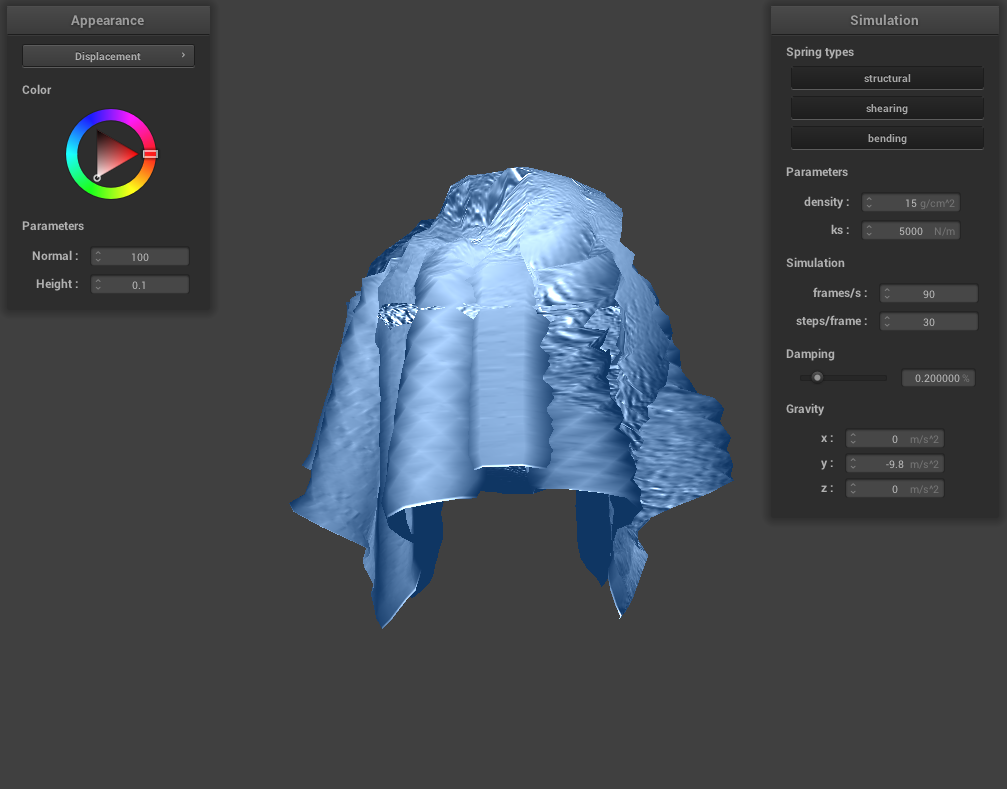 Appearance
Displacement
Color
Parameters
Normal : 100
Height : 0.1
Simulation
Spring types
structural
shearing
bending
Parameters
density : 15 g/cm^2
ks : 5000 N/m
Simulation
frames/s : 90
steps/frame : 30
Damping
0.200000 %
Gravity
x : 0 m/s^2
y : -9.8 m/s^2
z : 0 m/s^2